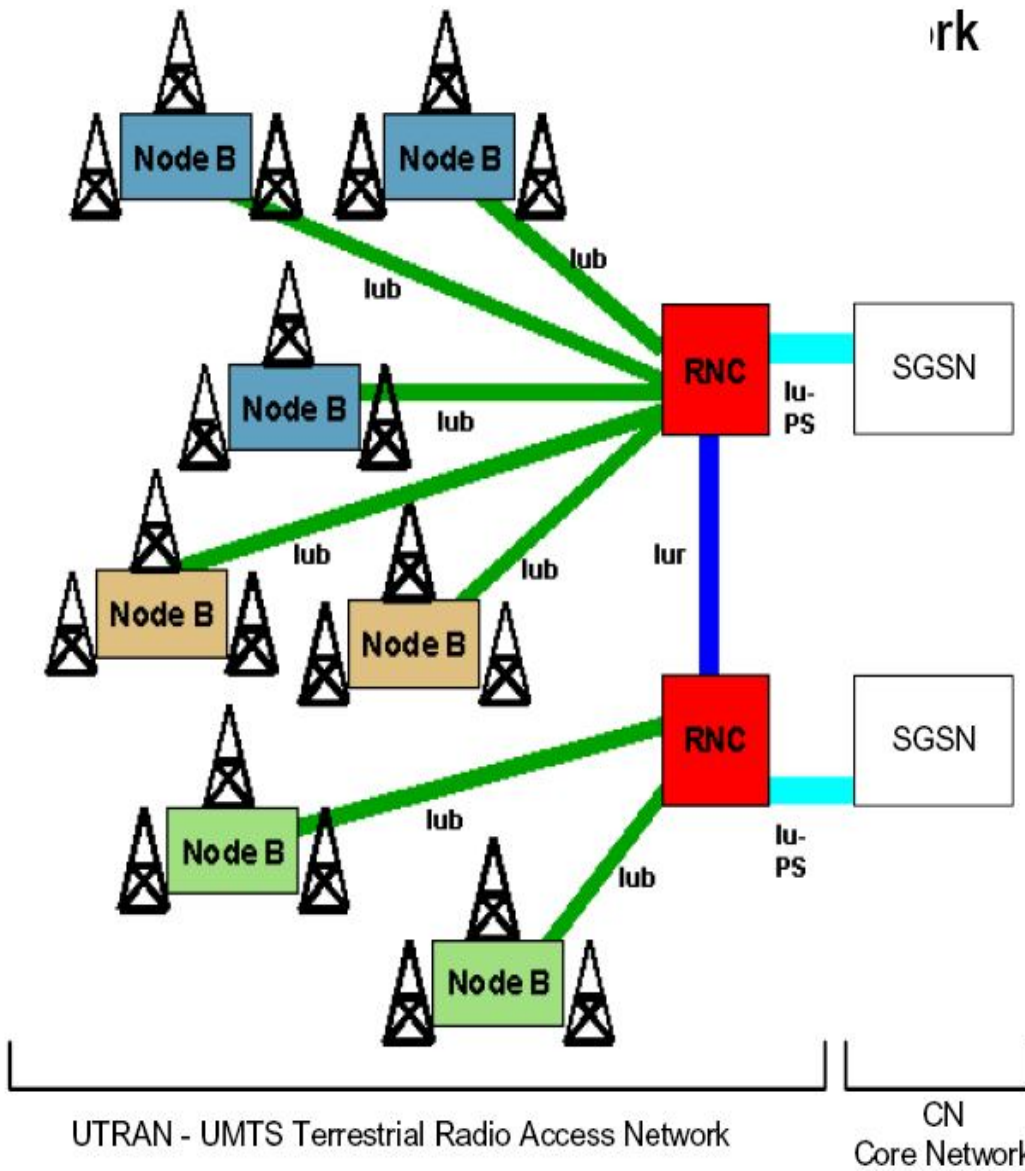 rk
Node B
Node B
Iub
Iub
RNC
SGSN
Node B
Iub
Iu-
PS
Iub
Iub
Iur
Node B
Node B
RNC
SGSN
Node B
Iub
Iu-
PS
Iub
Node B
UTRAN - UMTS Terrestrial Radio Access Network
CN
Core Network